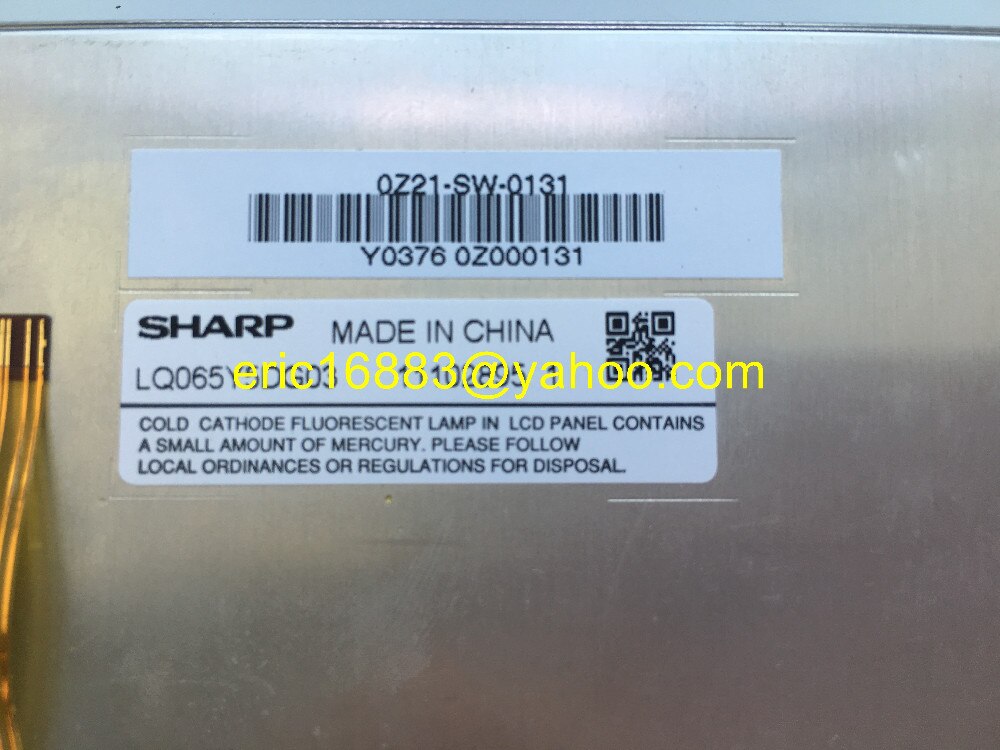 0Z21-SW-0131
Y0376 0Z000131
SHARP MADE IN CHINA
eric16883@yahoo.com
COLD CATHODE FLUORESCENT LAMP IN LCD PANEL CONTAINS
A SMALL AMOUNT OF MERCURY. PLEASE FOLLOW
LOCAL ORDINANCES OR REGULATIONS FOR DISPOSAL.